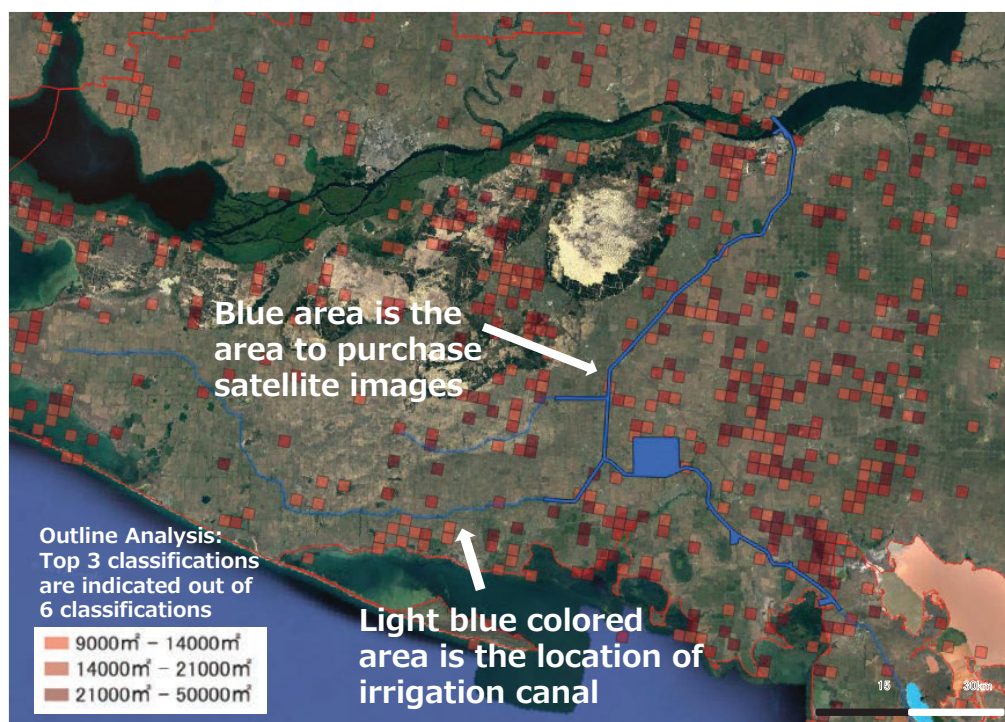 Blue area is the
area to purchase
satellite images
Outline Analysis:
Top 3 classifications
are indicated out of
6 classifications
9000㎡ − 14000㎡
14000㎡ − 21000㎡
21000㎡ − 50000㎡
Light blue colored
area is the location of
irrigation canal
15 30km